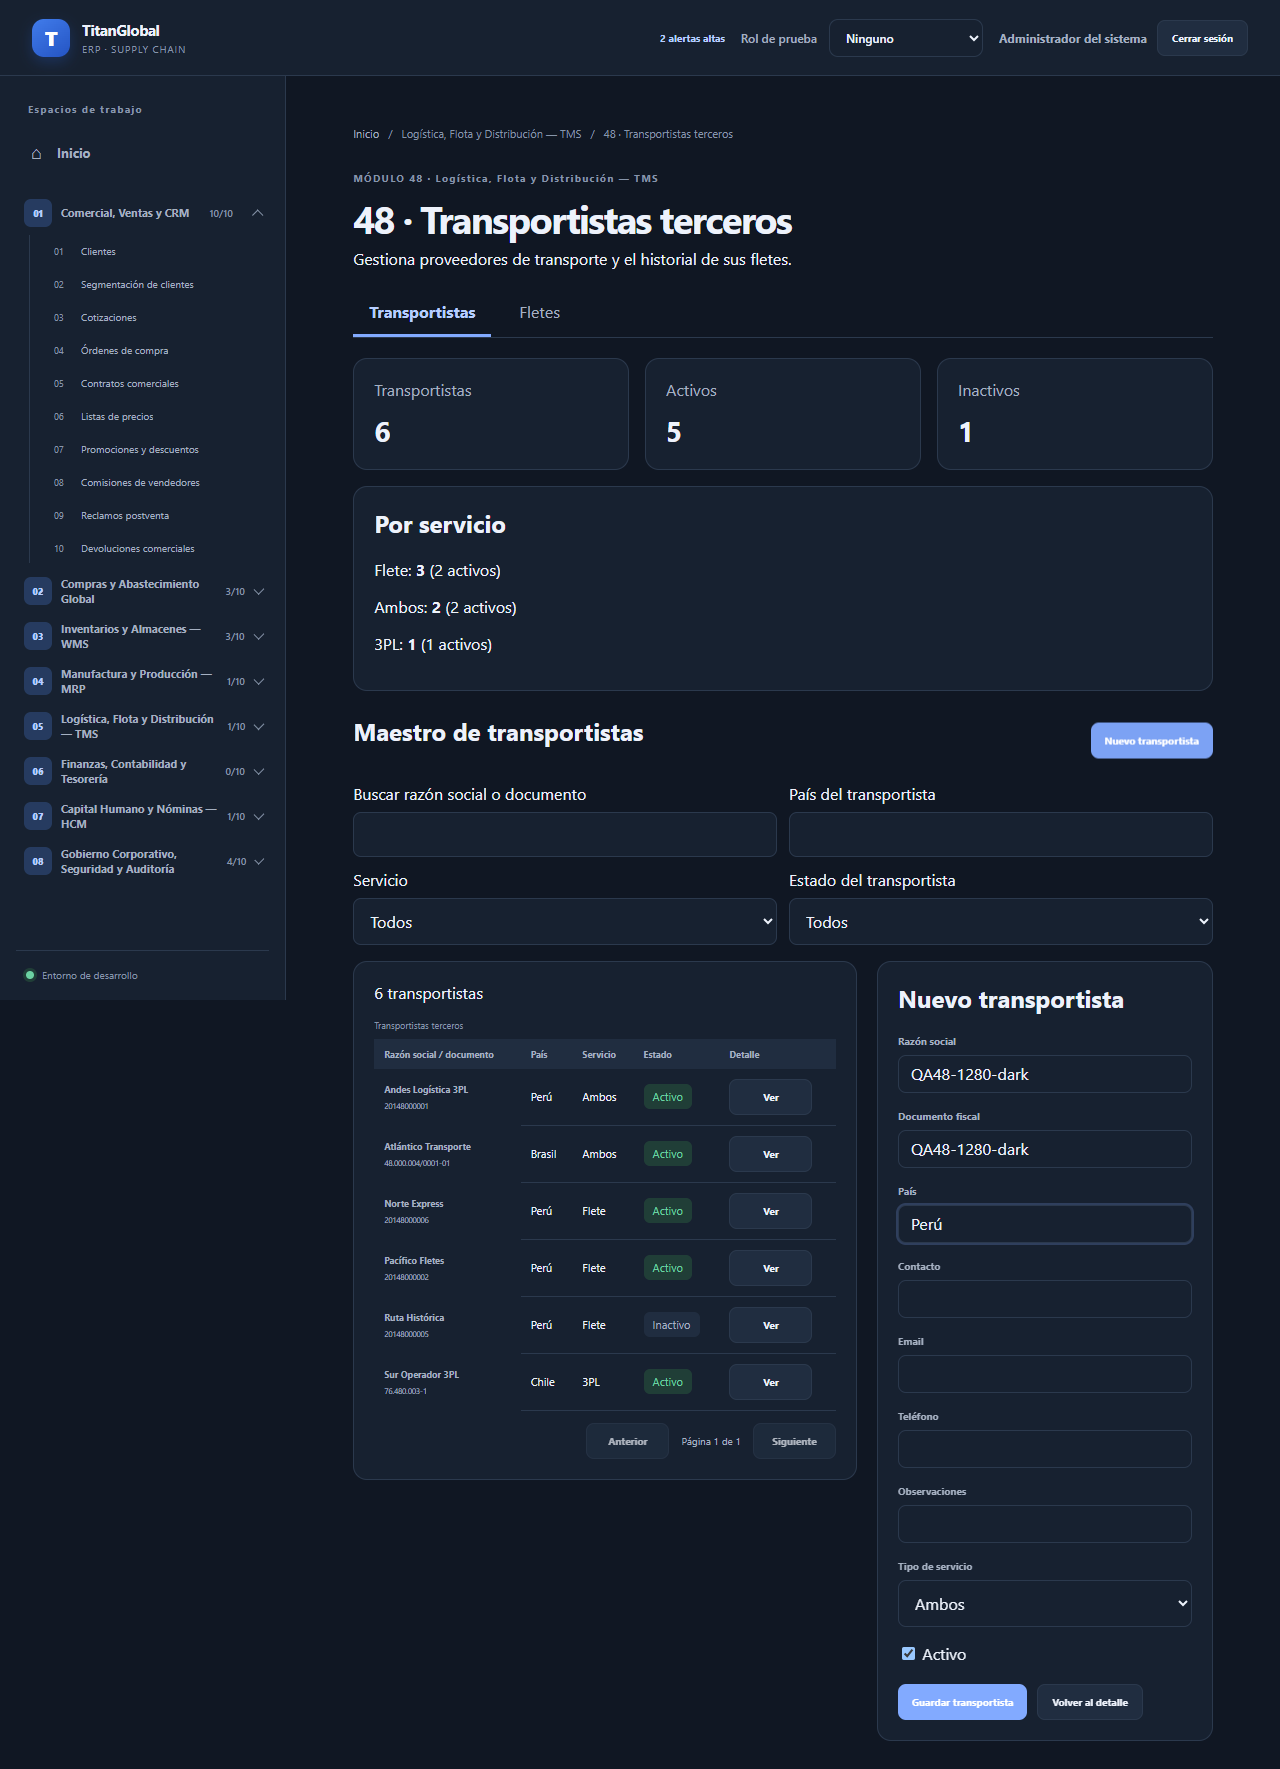 T
TitanGlobal
ERP · SUPPLY CHAIN
2 alertas altas
Rol de prueba
Ninguno
Administrador del sistema
Cerrar sesión
Espacios de trabajo
Inicio
01 Comercial, Ventas y CRM 10/10
01 Clientes
02 Segmentación de clientes
03 Cotizaciones
04 Órdenes de compra
05 Contratos comerciales
06 Listas de precios
07 Promociones y descuentos
08 Comisiones de vendedores
09 Reclamos postventa
10 Devoluciones comerciales
02 Compras y Abastecimiento Global 3/10
03 Inventarios y Almacenes — WMS 3/10
04 Manufactura y Producción — MRP 1/10
05 Logística, Flota y Distribución — TMS 1/10
06 Finanzas, Contabilidad y Tesorería 0/10
07 Capital Humano y Nóminas — HCM 1/10
08 Gobierno Corporativo, Seguridad y Auditoría 4/10
Entorno de desarrollo
Inicio / Logística, Flota y Distribución — TMS / 48 · Transportistas terceros
MÓDULO 48 · Logística, Flota y Distribución — TMS
48 · Transportistas terceros
Gestiona proveedores de transporte y el historial de sus fletes.
Transportistas
Fletes
Transportistas
6
Activos
5
Inactivos
1
Por servicio
Flete: 3 (2 activos)
Ambos: 2 (2 activos)
3PL: 1 (1 activos)
Maestro de transportistas
Nuevo transportista
Buscar razón social o documento
País del transportista
Servicio
Todos
Estado del transportista
Todos
6 transportistas
Transportistas terceros
Razón social / documento País Servicio Estado Detalle
Andes Logística 3PL
20148000001
Perú Ambos Activo Ver
Atlántico Transporte
48.000.004/0001-01
Brasil Ambos Activo Ver
Norte Express
20148000006
Perú Flete Activo Ver
Pacífico Fletes
20148000002
Perú Flete Activo Ver
Ruta Histórica
20148000005
Perú Flete Inactivo Ver
Sur Operador 3PL
76.480.003-1
Chile 3PL Activo Ver
Anterior
Página 1 de 1
Siguiente
Nuevo transportista
Razón social
QA48-1280-dark
Documento fiscal
QA48-1280-dark
País
Perú
Contacto
Email
Teléfono
Observaciones
Tipo de servicio
Ambos
Activo
Guardar transportista
Volver al detalle